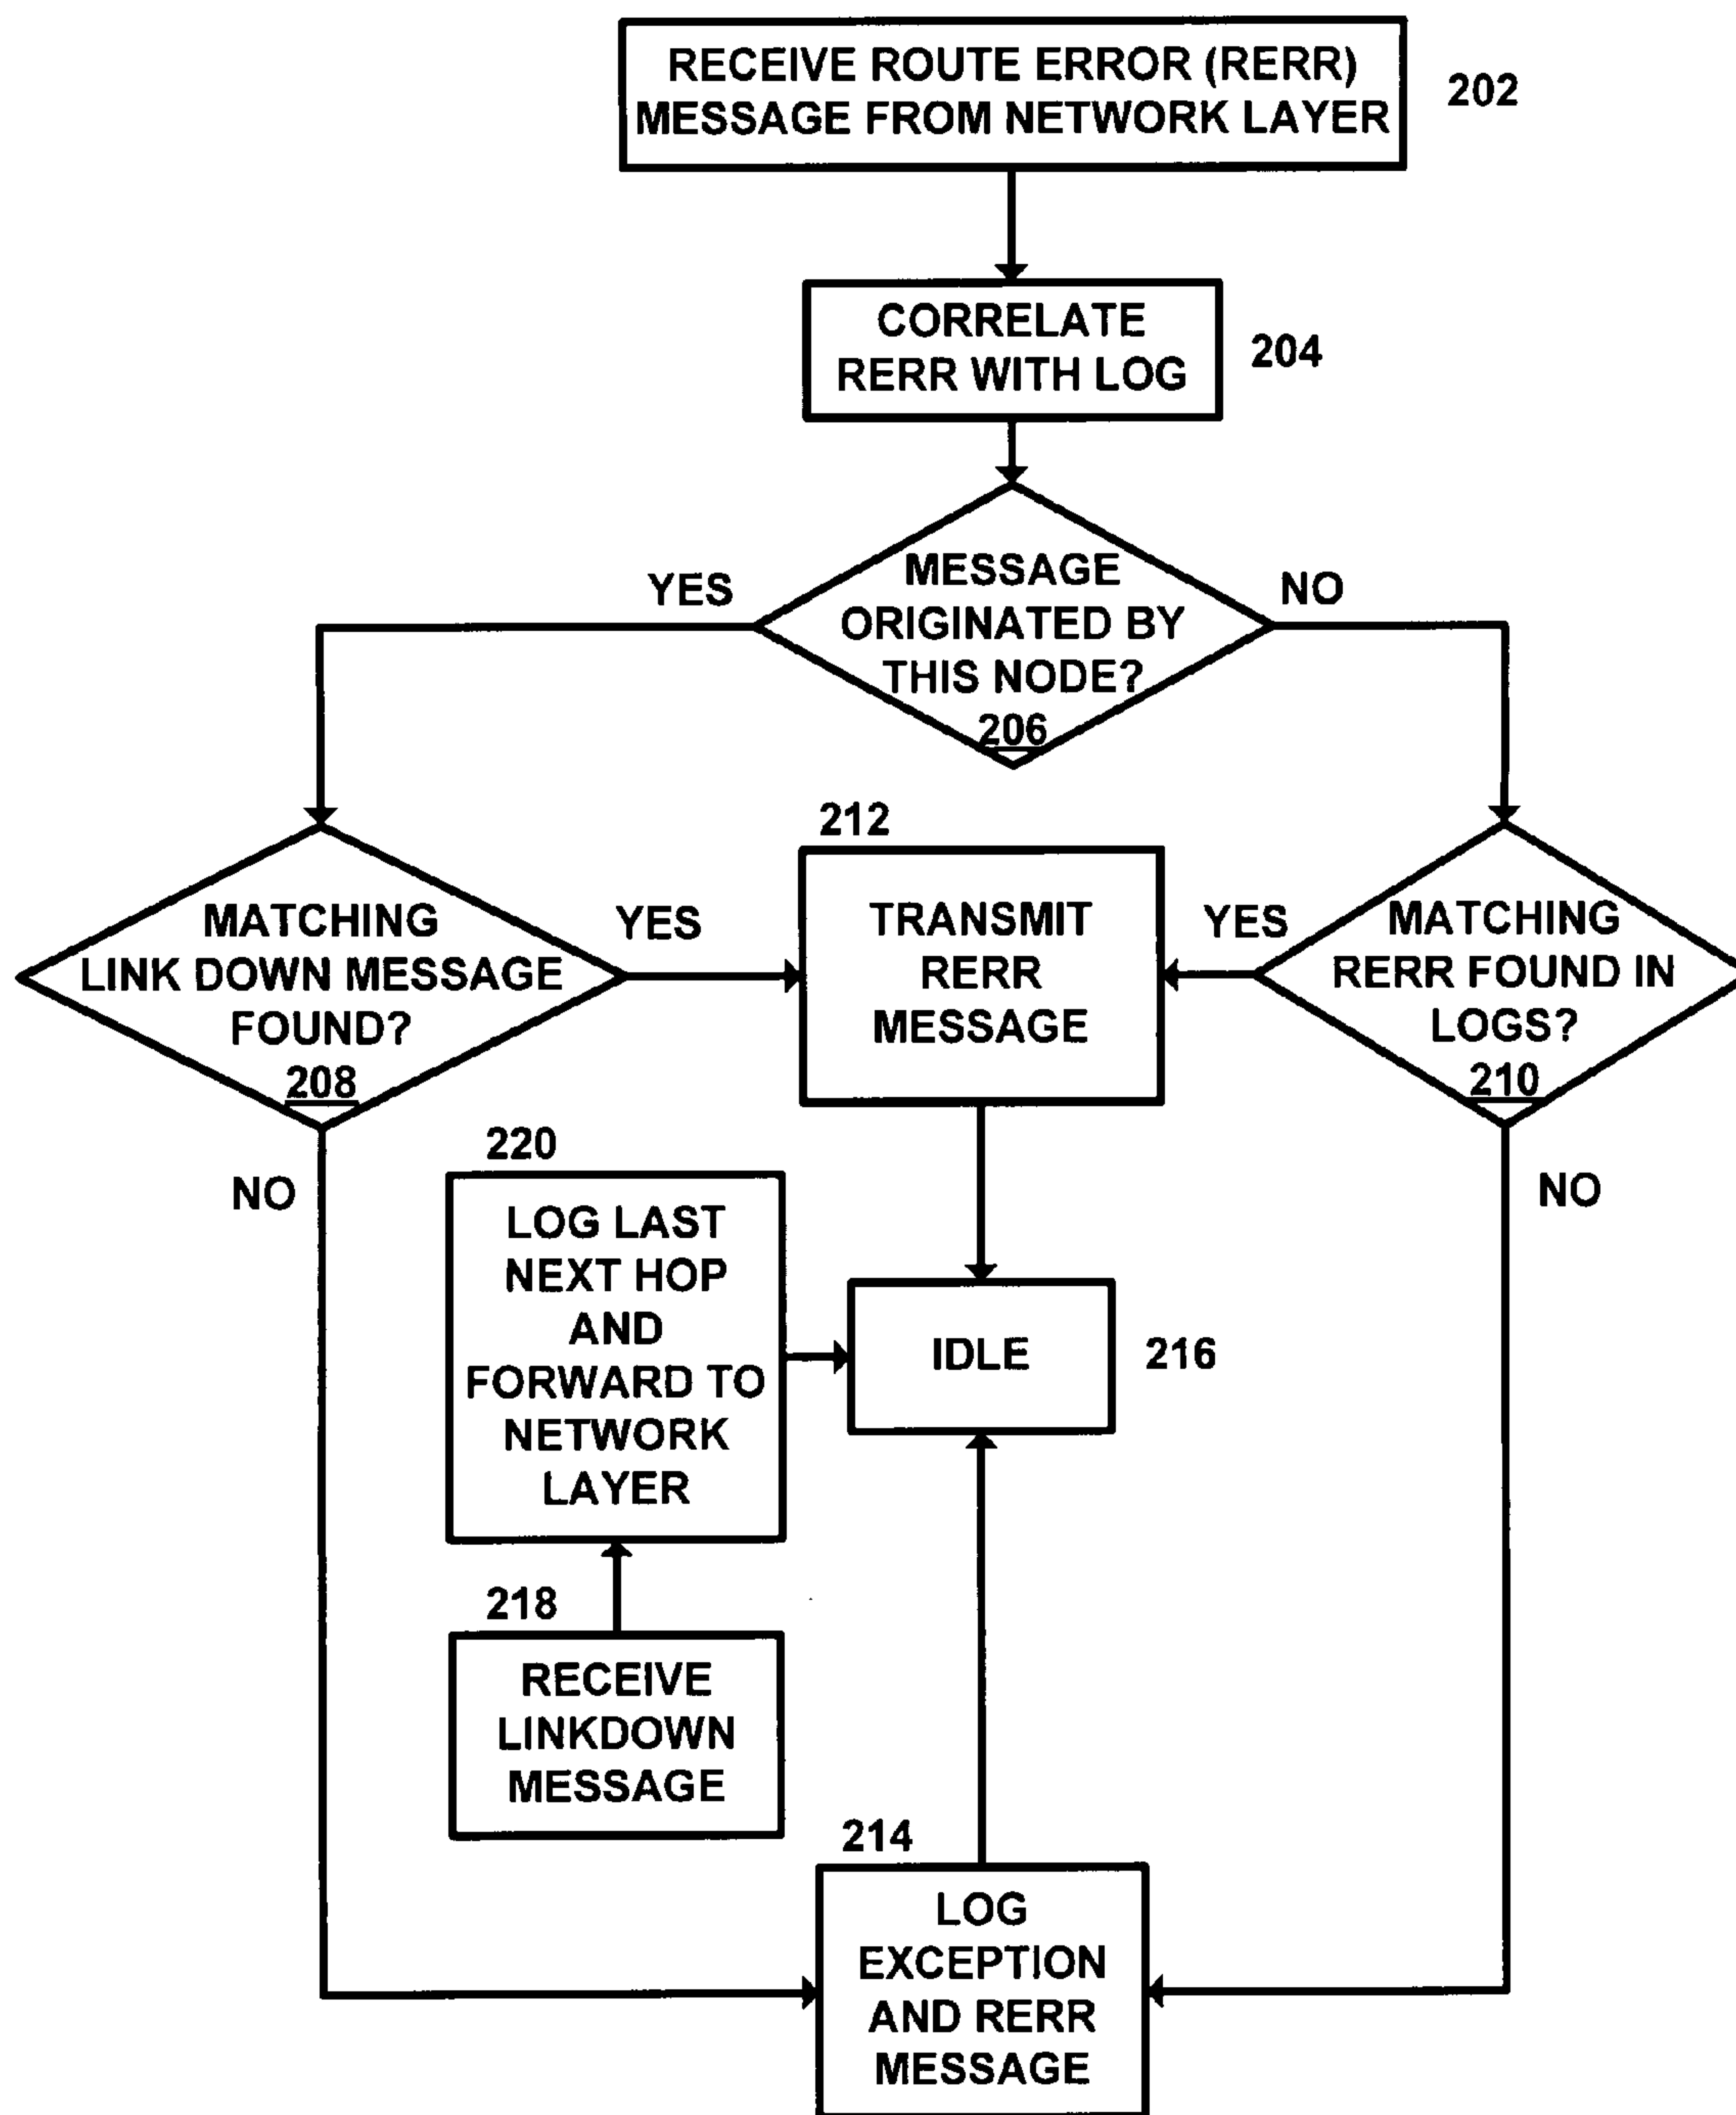 RECEIVE ROUTE ERROR (RERR)
MESSAGE FROM NETWORK LAYER
202
CORRELATE
RERR WITH LOG
204
YES
MESSAGE
ORIGINATED BY
THIS NODE?
206
NO
212
MATCHING
LINK DOWN MESSAGE
FOUND?
208
YES
TRANSMIT
RERR
MESSAGE
YES
MATCHING
RERR FOUND IN
LOGS?
210
NO
220
LOG LAST
NEXT HOP
AND
FORWARD TO
NETWORK
LAYER
IDLE
216
NO
218
RECEIVE
LINKDOWN
MESSAGE
214
LOG
EXCEPTION
AND RERR
MESSAGE